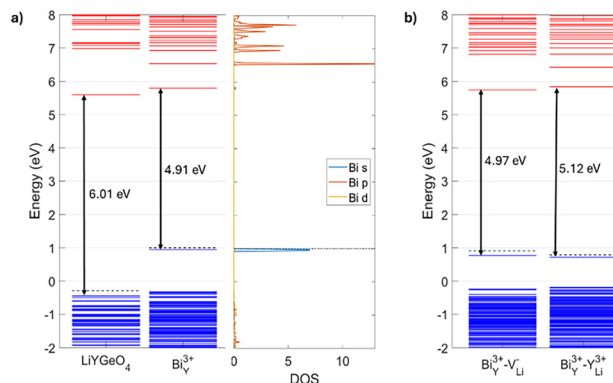 a)
b)
Energy (eV)
8
7
6
5
4
3
2
1
0
-1
-2
6.01 eV
4.91 eV
LiYGeO₄
Bi³⁺Y
Bi s
Bi p
Bi d
0
5
10
DOS
Energy (eV)
8
7
6
5
4
3
2
1
0
-1
-2
4.97 eV
5.12 eV
Bi³⁺Y-V⁻Li
Bi³⁺Y-Y³⁺Li